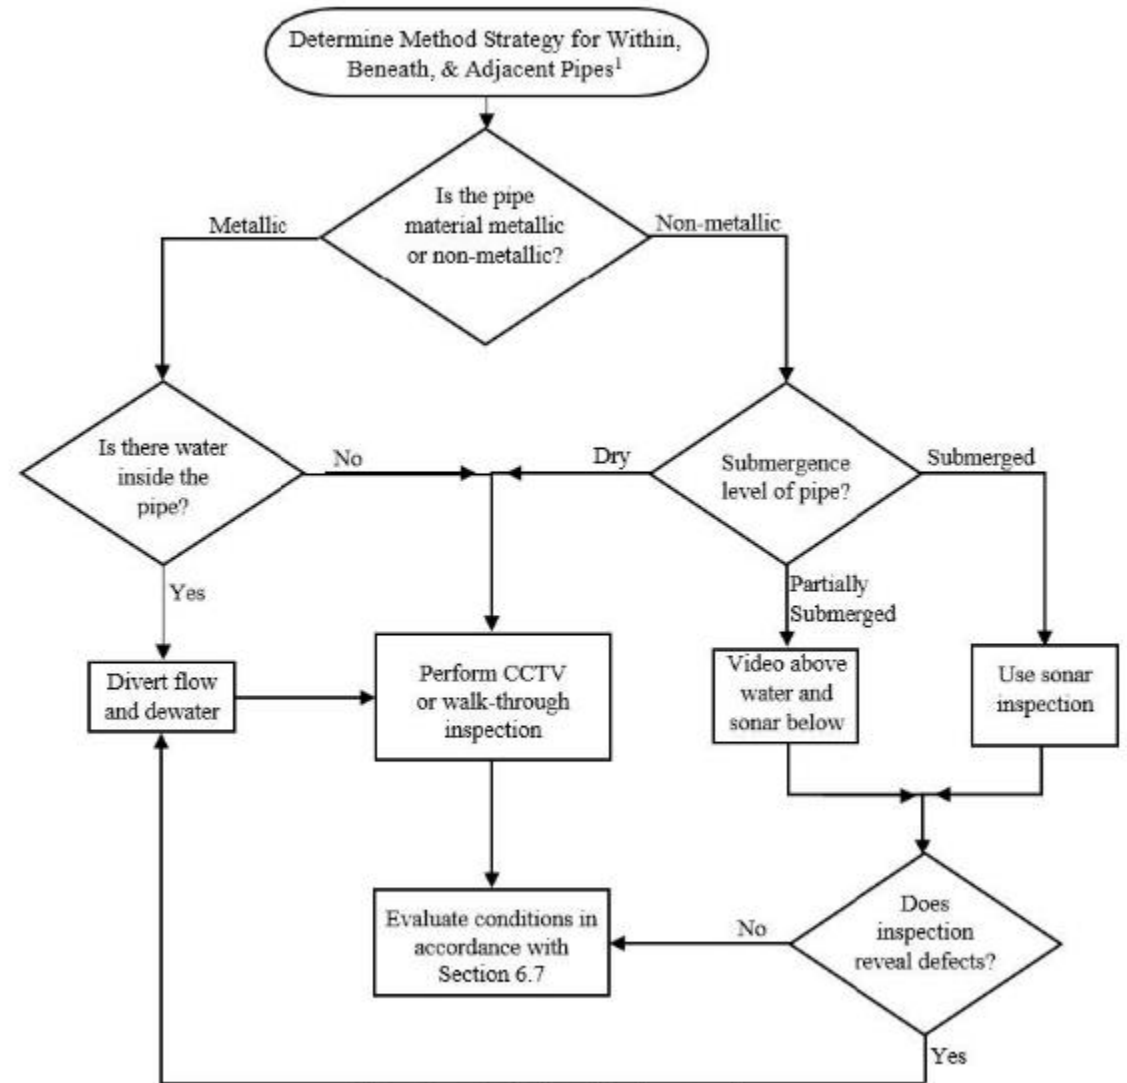 Determine Method Strategy for Within,
Beneath, & Adjacent Pipes¹
Is the pipe
material metallic
or non-metallic?
Metallic
Non-metallic
Is there water
inside the
pipe?
No
Dry
Submergence
level of pipe?
Submerged
Yes
Partially
Submerged
Divert flow
and dewater
Perform CCTV
or walk-through
inspection
Video above
water and
sonar below
Use sonar
inspection
Evaluate conditions in
accordance with
Section 6.7
No
Does
inspection
reveal defects?
Yes